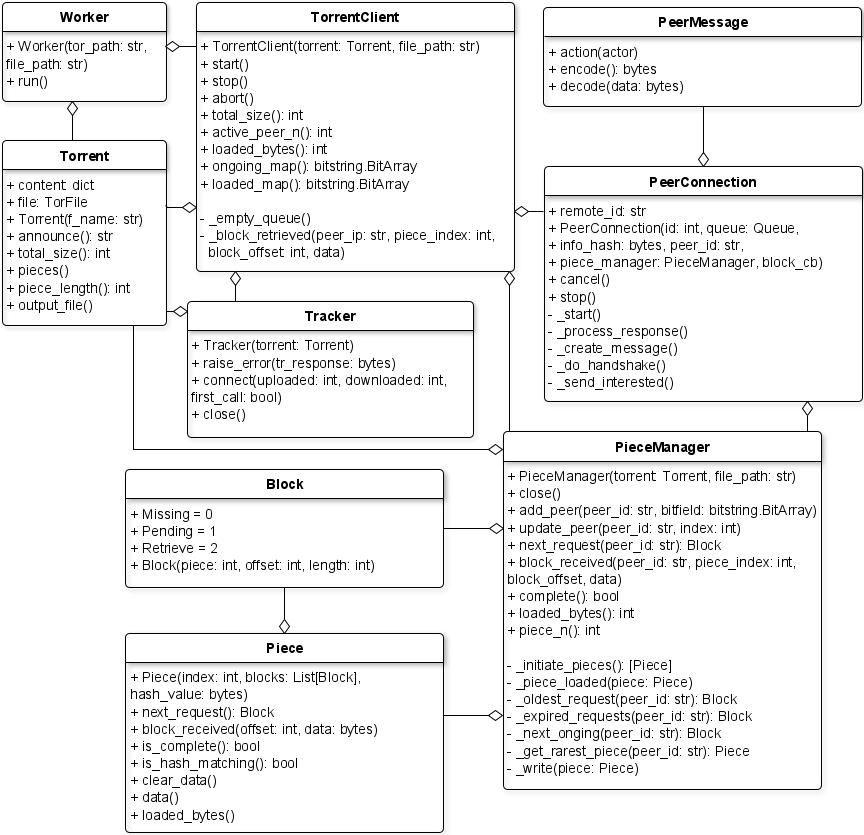 Worker
+ Worker(tor_path: str,
file_path: str)
+ run()
TorrentClient
+ TorrentClient(torrent: Torrent, file_path: str)
+ start()
+ stop()
+ abort()
+ total_size(): int
+ active_peer_n(): int
+ loaded_bytes(): int
+ ongoing_map(): bitstring.BitArray
+ loaded_map(): bitstring.BitArray
- _empty_queue()
- _block_retrieved(peer_ip: str, piece_index: int,
block_offset: int, data)
PeerMessage
+ action(actor)
+ encode(): bytes
+ decode(data: bytes)
Torrent
+ content: dict
+ file: TorFile
+ Torrent(f_name: str)
+ announce(): str
+ total_size(): int
+ pieces()
+ piece_length(): int
+ output_file()
PeerConnection
+ remote_id: str
+ PeerConnection(id: int, queue: Queue,
+ info_hash: bytes, peer_id: str,
+ piece_manager: PieceManager, block_cb)
+ cancel()
+ stop()
- _start()
- _process_response()
- _create_message()
- _do_handshake()
- _send_interested()
Tracker
+ Tracker(torrent: Torrent)
+ raise_error(tr_response: bytes)
+ connect(uploaded: int, downloaded: int,
first_call: bool)
+ close()
PieceManager
+ PieceManager(torrent: Torrent, file_path: str)
+ close()
+ add_peer(peer_id: str, bitfield: bitstring.BitArray)
+ update_peer(peer_id: str, index: int)
+ next_request(peer_id: str): Block
+ block_received(peer_id: str, piece_index: int,
block_offset, data)
+ complete(): bool
+ loaded_bytes(): int
+ piece_n(): int
- _initiate_pieces(): [Piece]
- _piece_loaded(piece: Piece)
- _oldest_request(peer_id: str): Block
- _expired_requests(peer_id: str): Block
- _next_onging(peer_id: str): Block
- _get_rarest_piece(peer_id: str): Piece
- _write(piece: Piece)
Block
+ Missing = 0
+ Pending = 1
+ Retrieve = 2
+ Block(piece: int, offset: int, length: int)
Piece
+ Piece(index: int, blocks: List[Block],
hash_value: bytes)
+ next_request(): Block
+ block_received(offset: int, data: bytes)
+ is_complete(): bool
+ is_hash_matching(): bool
+ clear_data()
+ data()
+ loaded_bytes()